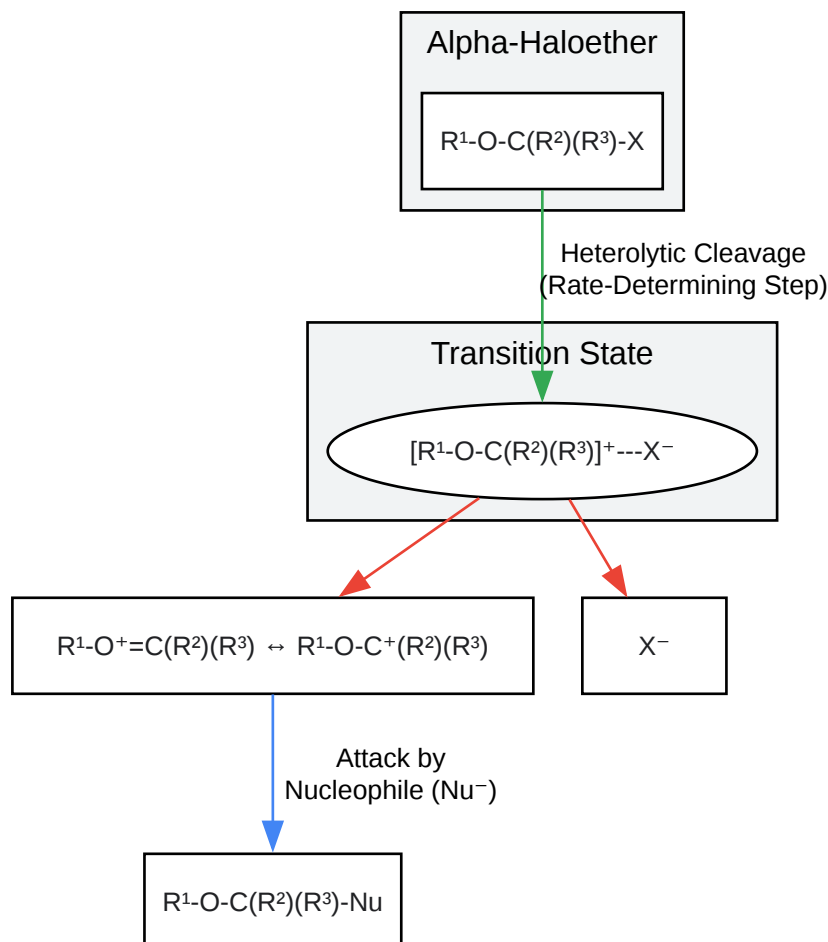 Alpha-Haloether
R¹-O-C(R²)(R³)-X
Heterolytic Cleavage
(Rate-Determining Step)
Transition State
[R¹-O-C(R²)(R³)]⁺---X⁻
R¹-O⁺=C(R²)(R³) ↔ R¹-O-C⁺(R²)(R³)
X⁻
Attack by
Nucleophile (Nu⁻)
R¹-O-C(R²)(R³)-Nu